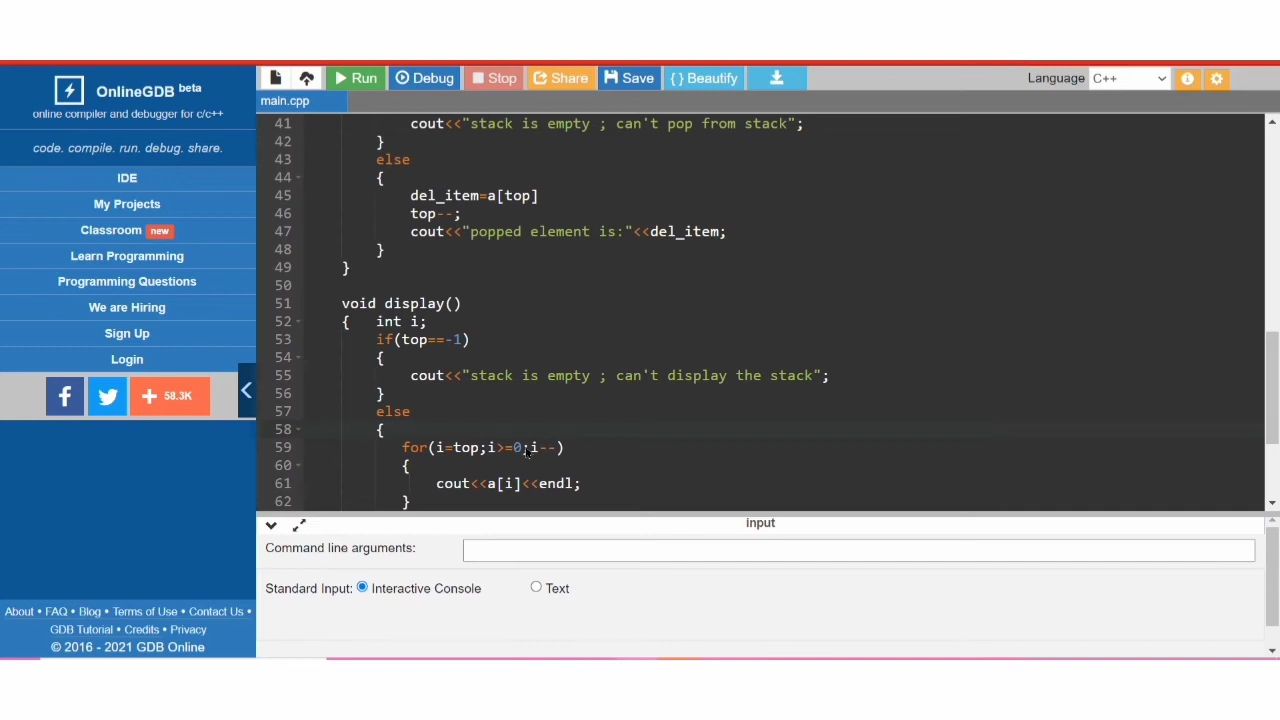 OnlineGDB beta
online compiler and debugger for c/c++
code. compile. run. debug. share.
IDE
My Projects
Classroom new
Learn Programming
Programming Questions
We are Hiring
Sign Up
Login
f
+ 58.3K
About • FAQ • Blog • Terms of Use • Contact Us •
GDB Tutorial • Credits • Privacy
© 2016 - 2021 GDB Online
Run Debug Stop Share Save { } Beautify
Language C++
main.cpp
41 cout<<"stack is empty ; can't pop from stack";
42 }
43 else
44 {
45 del_item=a[top]
46 top--;
47 cout<<"popped element is:"<<del_item;
48 }
49 }
50
51 void display()
52 { int i;
53 if(top==-1)
54 {
55 cout<<"stack is empty ; can't display the stack";
56 }
57 else
58 {
59 for(i=top;i>=0;i--)
60 {
61 cout<<a[i]<<endl;
62 }
input
Command line arguments:
Standard Input: Interactive Console Text